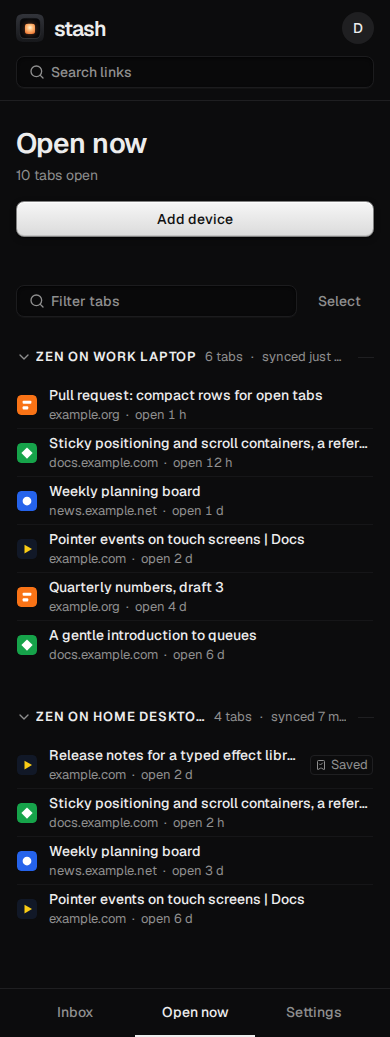 stash
D
Search links
Open now
10 tabs open
Add device
Filter tabs
Select
ZEN ON WORK LAPTOP 6 tabs · synced just ...
Pull request: compact rows for open tabs
example.org · open 1 h
Sticky positioning and scroll containers, a refer...
docs.example.com · open 12 h
Weekly planning board
news.example.net · open 1 d
Pointer events on touch screens | Docs
example.com · open 2 d
Quarterly numbers, draft 3
example.org · open 4 d
A gentle introduction to queues
docs.example.com · open 6 d
ZEN ON HOME DESKTO... 4 tabs · synced 7 m...
Release notes for a typed effect libr...
example.com · open 2 d
Saved
Sticky positioning and scroll containers, a refer...
docs.example.com · open 2 h
Weekly planning board
example.net · open 3 d
Pointer events on touch screens | Docs
example.com · open 6 d
Inbox
Open now
Settings